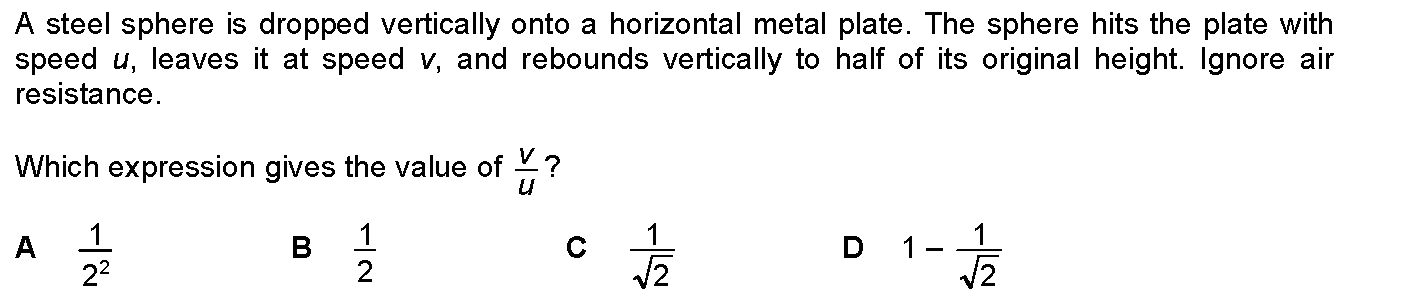 A steel sphere is dropped vertically onto a horizontal metal plate. The sphere hits the plate with
speed u, leaves it at speed v, and rebounds vertically to half of its original height. Ignore air
resistance.
Which expression gives the value of v/u?
A 1/2² B 1/2 C 1/√2 D 1 – 1/√2